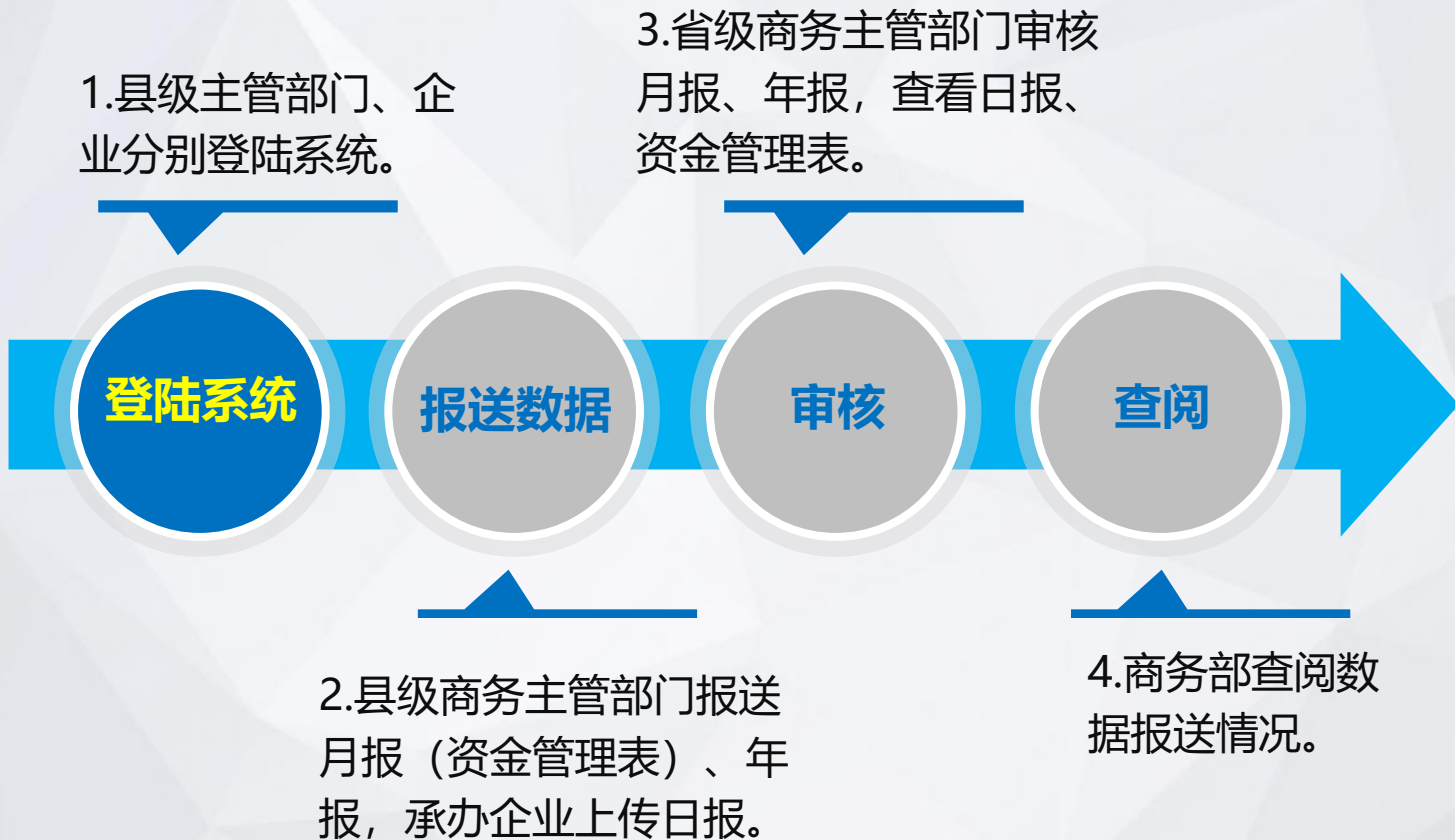 1.县级主管部门、企
业分别登陆系统。
3.省级商务主管部门审核
月报、年报，查看日报、
资金管理表。
登陆系统
报送数据
审核
查阅
2.县级商务主管部门报送
月报（资金管理表）、年
报，承办企业上传日报。
4.商务部查阅数
据报送情况。